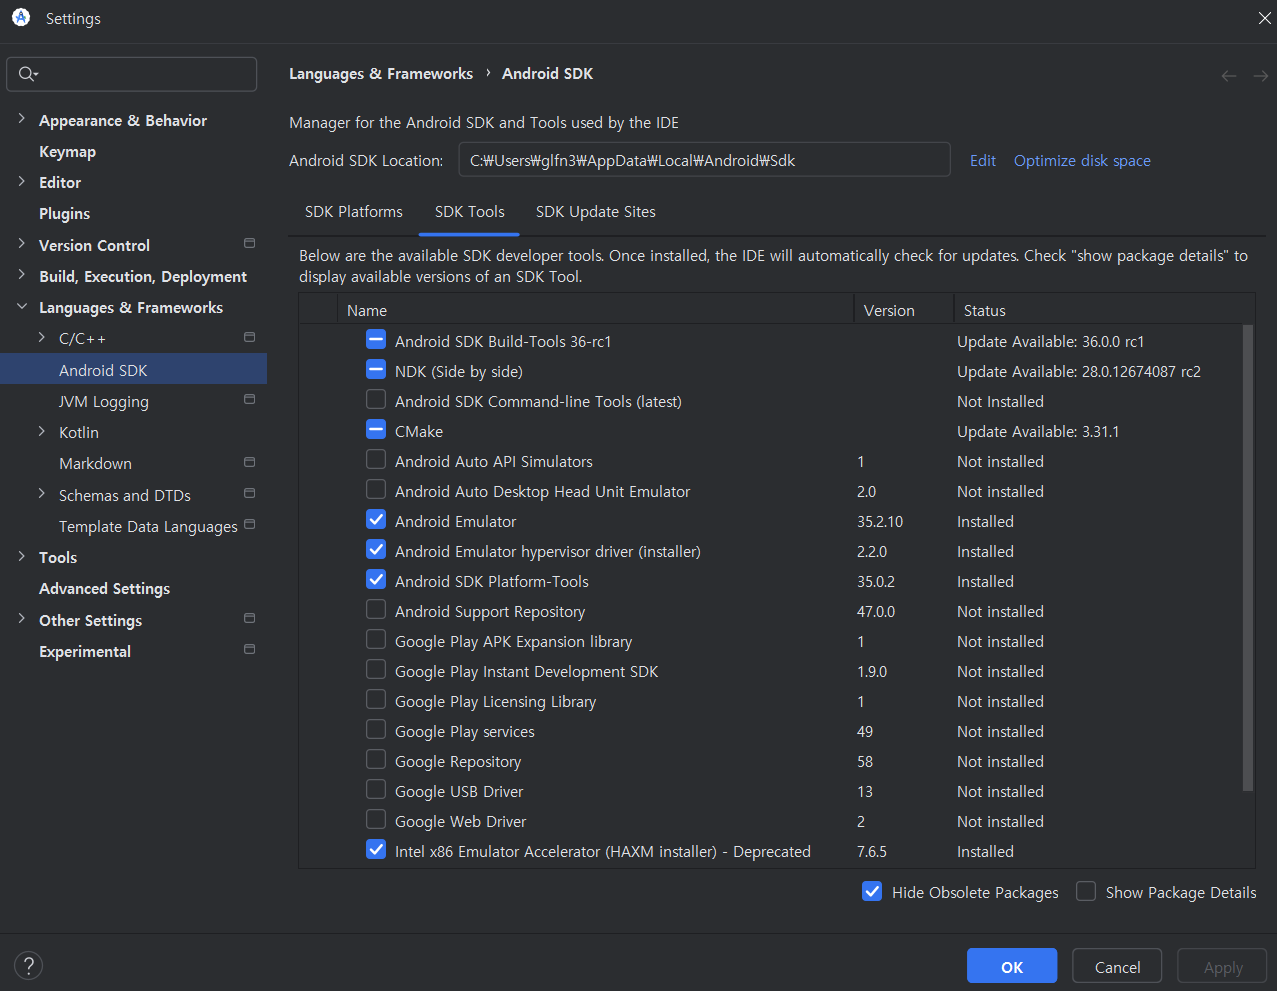 Settings
Languages & Frameworks › Android SDK
Appearance & Behavior
Keymap
Editor
Plugins
Version Control
Build, Execution, Deployment
Languages & Frameworks
C/C++
Android SDK
JVM Logging
Kotlin
Markdown
Schemas and DTDs
Template Data Languages
Tools
Advanced Settings
Other Settings
Experimental
Manager for the Android SDK and Tools used by the IDE
Android SDK Location: C:₩Users₩glfn3₩AppData₩Local₩Android₩Sdk Edit Optimize disk space
SDK Platforms SDK Tools SDK Update Sites
Below are the available SDK developer tools. Once installed, the IDE will automatically check for updates. Check "show package details" to
display available versions of an SDK Tool.
Name Version Status
Android SDK Build-Tools 36-rc1 Update Available: 36.0.0 rc1
NDK (Side by side) Update Available: 28.0.12674087 rc2
Android SDK Command-line Tools (latest) Not Installed
CMake Update Available: 3.31.1
Android Auto API Simulators 1 Not installed
Android Auto Desktop Head Unit Emulator 2.0 Not installed
Android Emulator 35.2.10 Installed
Android Emulator hypervisor driver (installer) 2.2.0 Installed
Android SDK Platform-Tools 35.0.2 Installed
Android Support Repository 47.0.0 Not installed
Google Play APK Expansion library 1 Not installed
Google Play Instant Development SDK 1.9.0 Not installed
Google Play Licensing Library 1 Not installed
Google Play services 49 Not installed
Google Repository 58 Not installed
Google USB Driver 13 Not installed
Google Web Driver 2 Not installed
Intel x86 Emulator Accelerator (HAXM installer) - Deprecated 7.6.5 Installed
Hide Obsolete Packages Show Package Details
? OK Cancel Apply